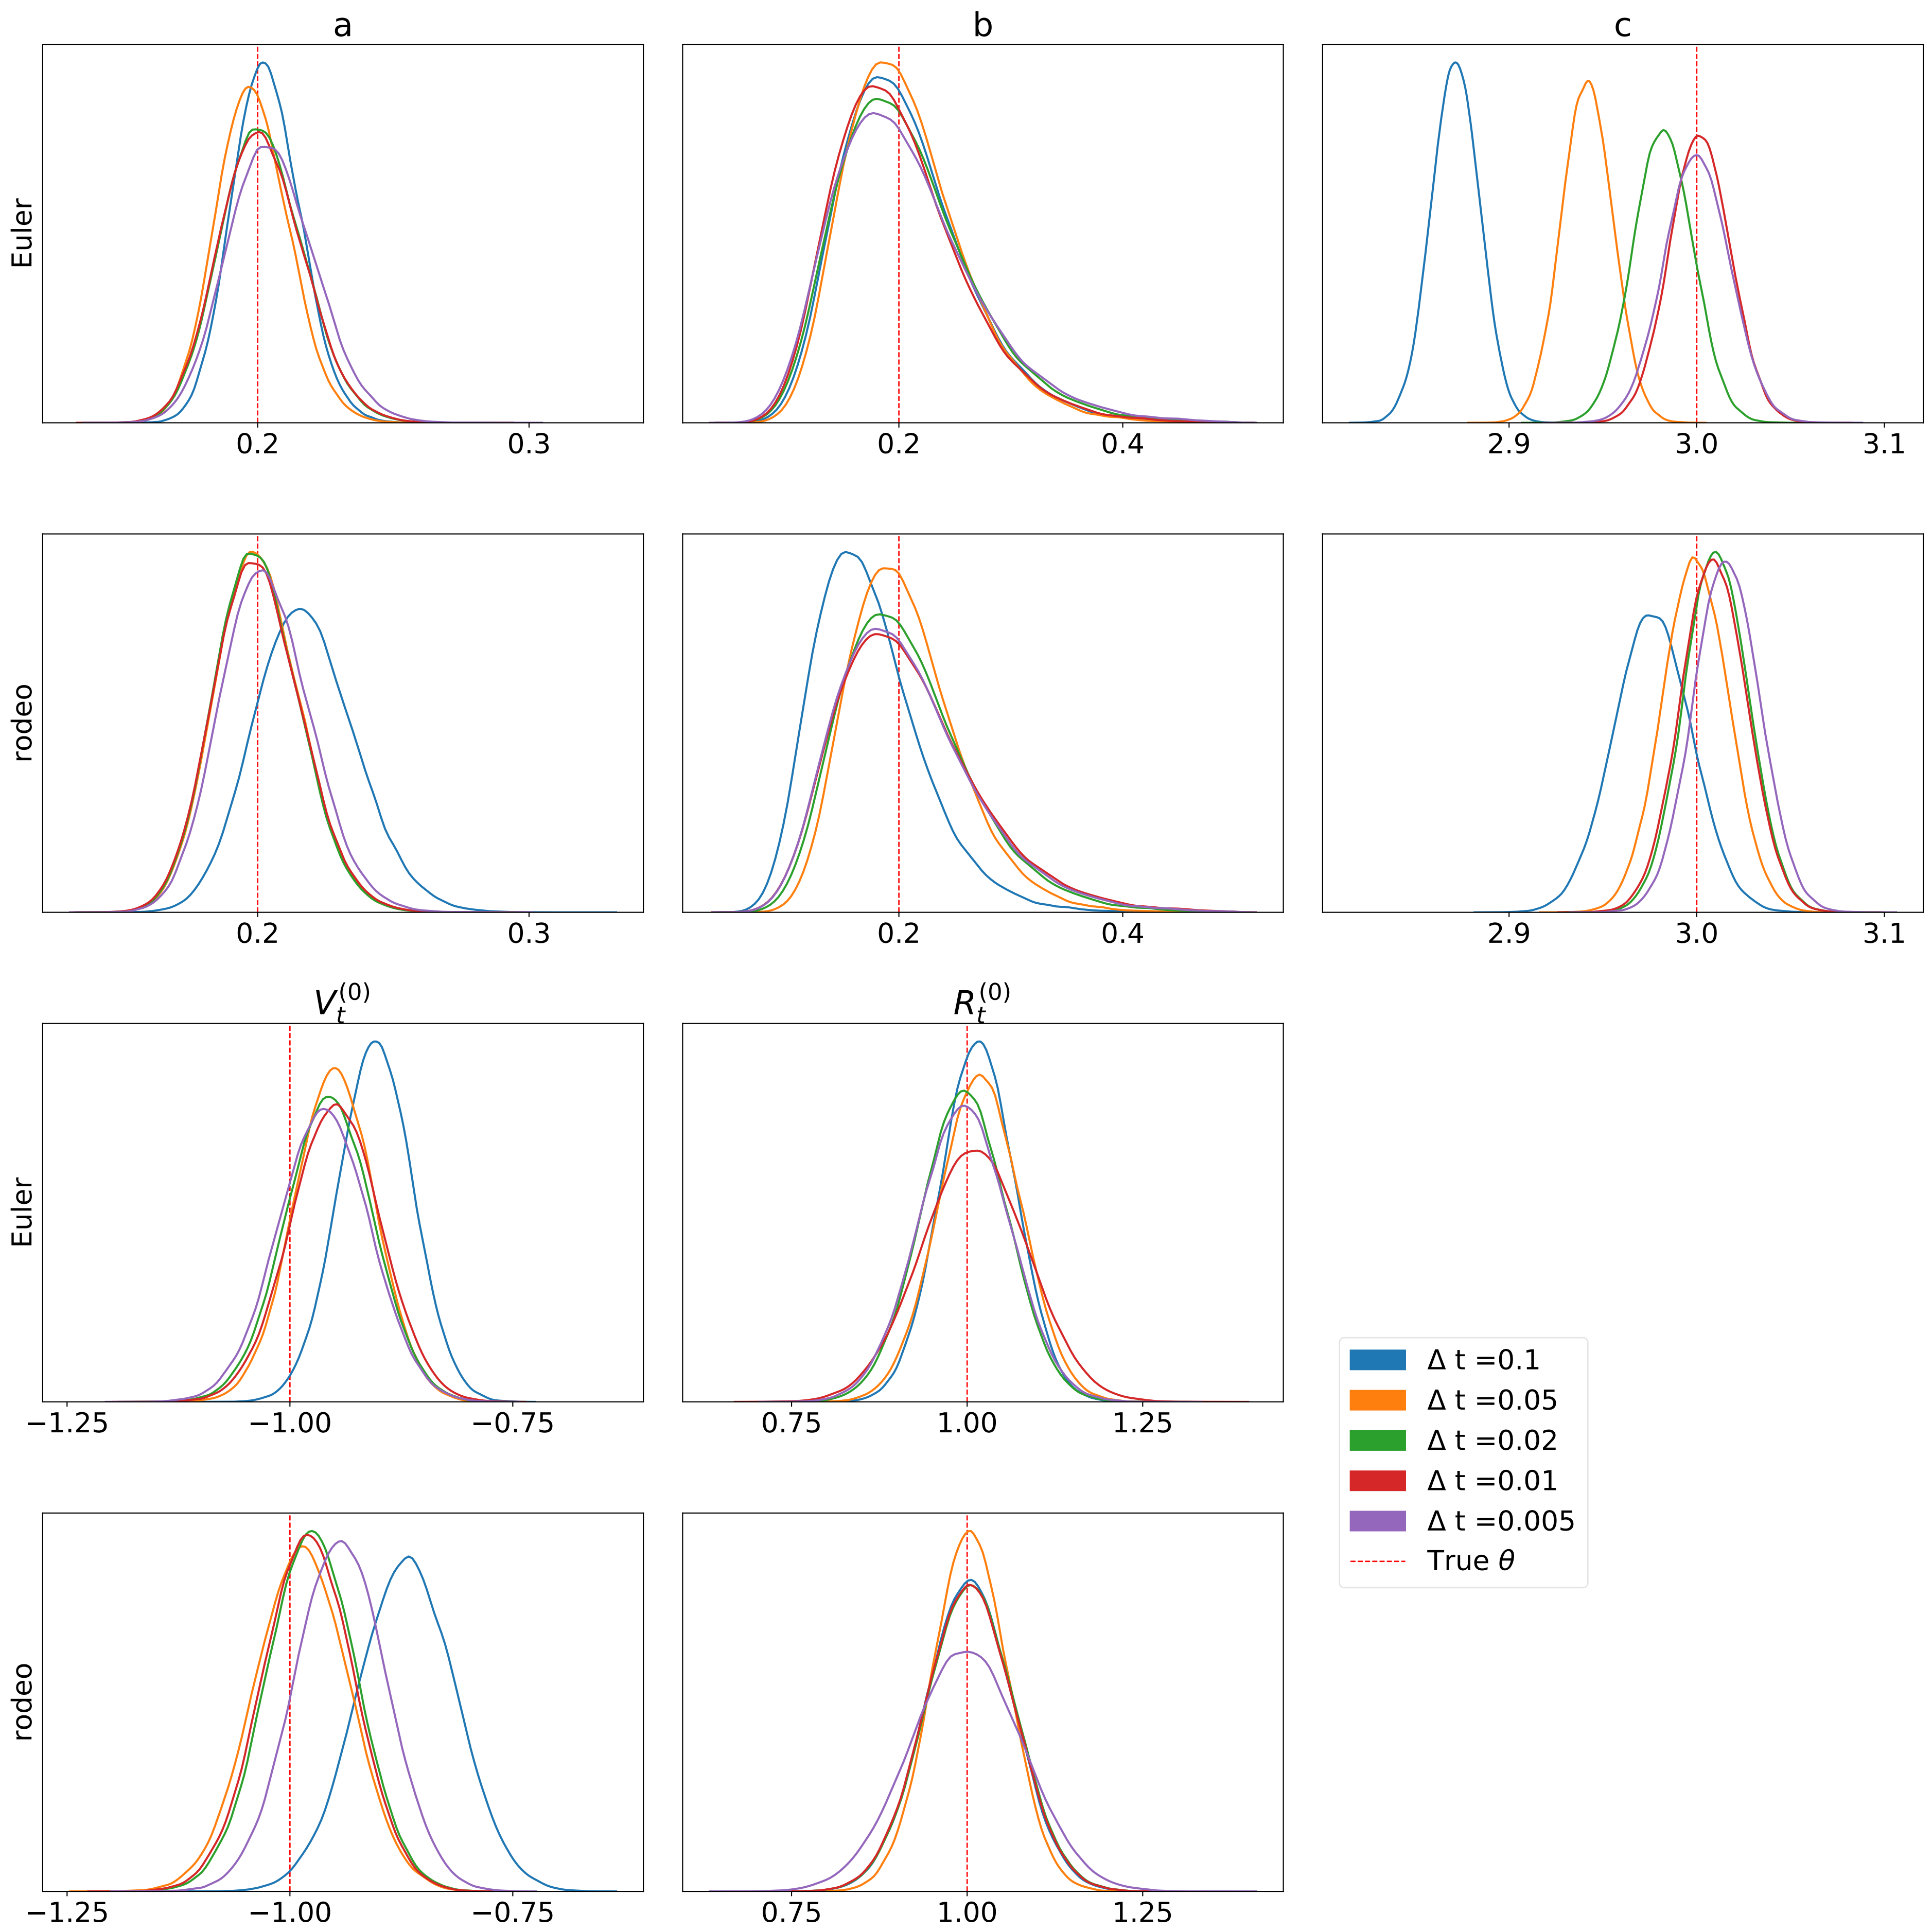 a b c
Euler
0.2 0.3 0.2 0.4 2.9 3.0 3.1
rodeo
0.2 0.3 0.2 0.4 2.9 3.0 3.1
V_t^{(0)} R_t^{(0)}
Euler
−1.25 −1.00 −0.75 0.75 1.00 1.25
Δ t =0.1
Δ t =0.05
Δ t =0.02
Δ t =0.01
Δ t =0.005
True θ
rodeo
−1.25 −1.00 −0.75 0.75 1.00 1.25